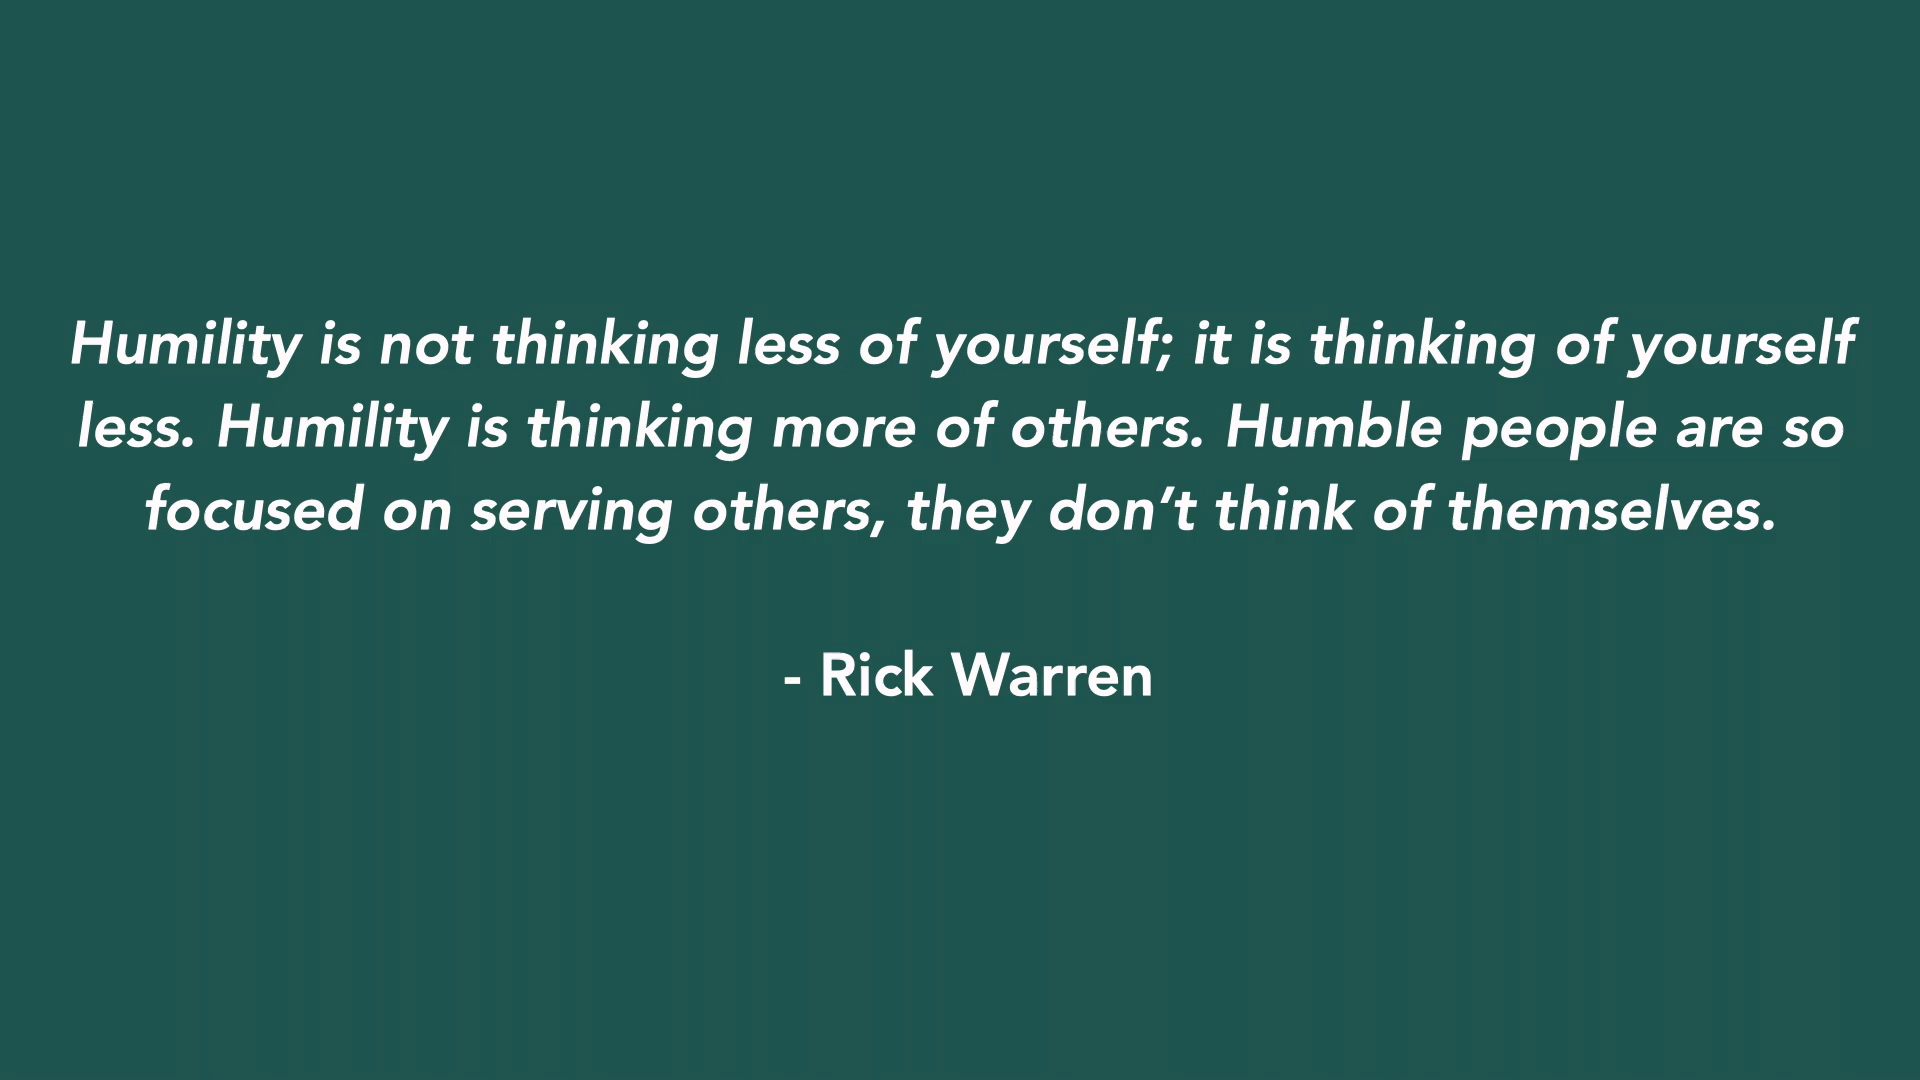 Humility is not thinking less of yourself; it is thinking of yourself
less. Humility is thinking more of others. Humble people are so
focused on serving others, they don’t think of themselves.
- Rick Warren